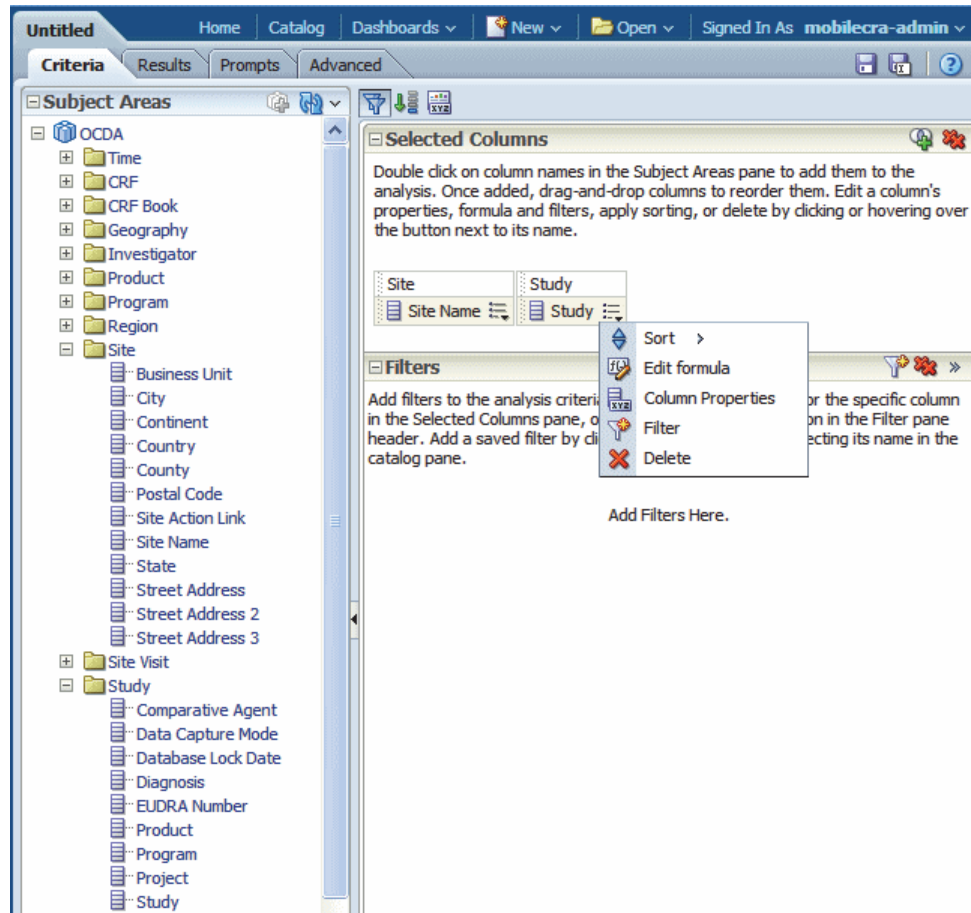 Untitled
Home Catalog Dashboards New Open Signed In As mobilecra-admin
Criteria Results Prompts Advanced
Subject Areas
OCDA
Time
CRF
CRF Book
Geography
Investigator
Product
Program
Region
Site
Business Unit
City
Continent
Country
County
Postal Code
Site Action Link
Site Name
State
Street Address
Street Address 2
Street Address 3
Site Visit
Study
Comparative Agent
Data Capture Mode
Database Lock Date
Diagnosis
EUDRA Number
Product
Program
Project
Study
Selected Columns
Double click on column names in the Subject Areas pane to add them to the
analysis. Once added, drag-and-drop columns to reorder them. Edit a column's
properties, formula and filters, apply sorting, or delete by clicking or hovering over
the button next to its name.
Site Study
Site Name Study
Sort >
Edit formula
Column Properties
Filter
Delete
Filters
Add filters to the analysis criteria or the specific column
in the Selected Columns pane, on in the Filter pane
header. Add a saved filter by cli ecting its name in the
catalog pane.
Add Filters Here.